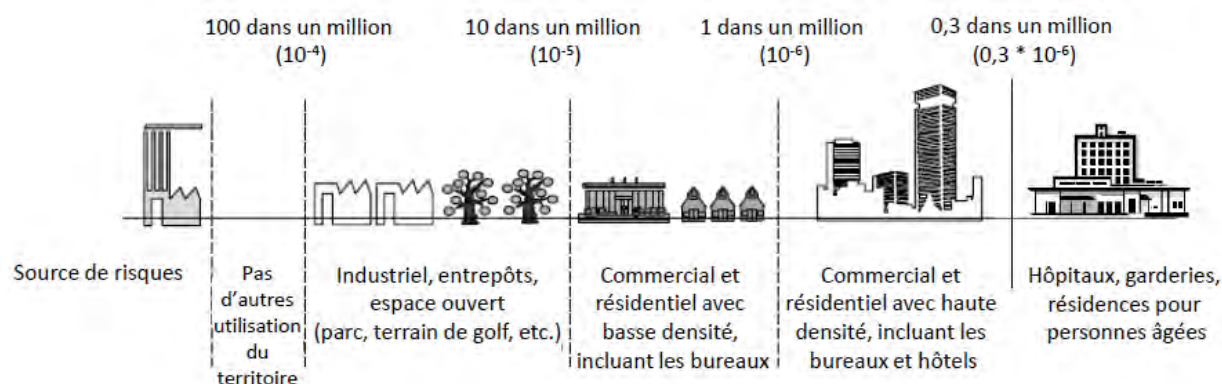 100 dans un million
(10-4)
10 dans un million
(10-5)
1 dans un million
(10-6)
0,3 dans un million
(0,3 * 10-6)
Source de risques
Pas
d’autres
utilisation
du
territoire
Industriel, entrepôts,
espace ouvert
(parc, terrain de golf, etc.)
Commercial et
résidentiel avec
basse densité,
incluant les bureaux
Commercial et
résidentiel avec haute
densité, incluant les
bureaux et hôtels
Hôpitaux, garderies,
résidences pour
personnes âgées